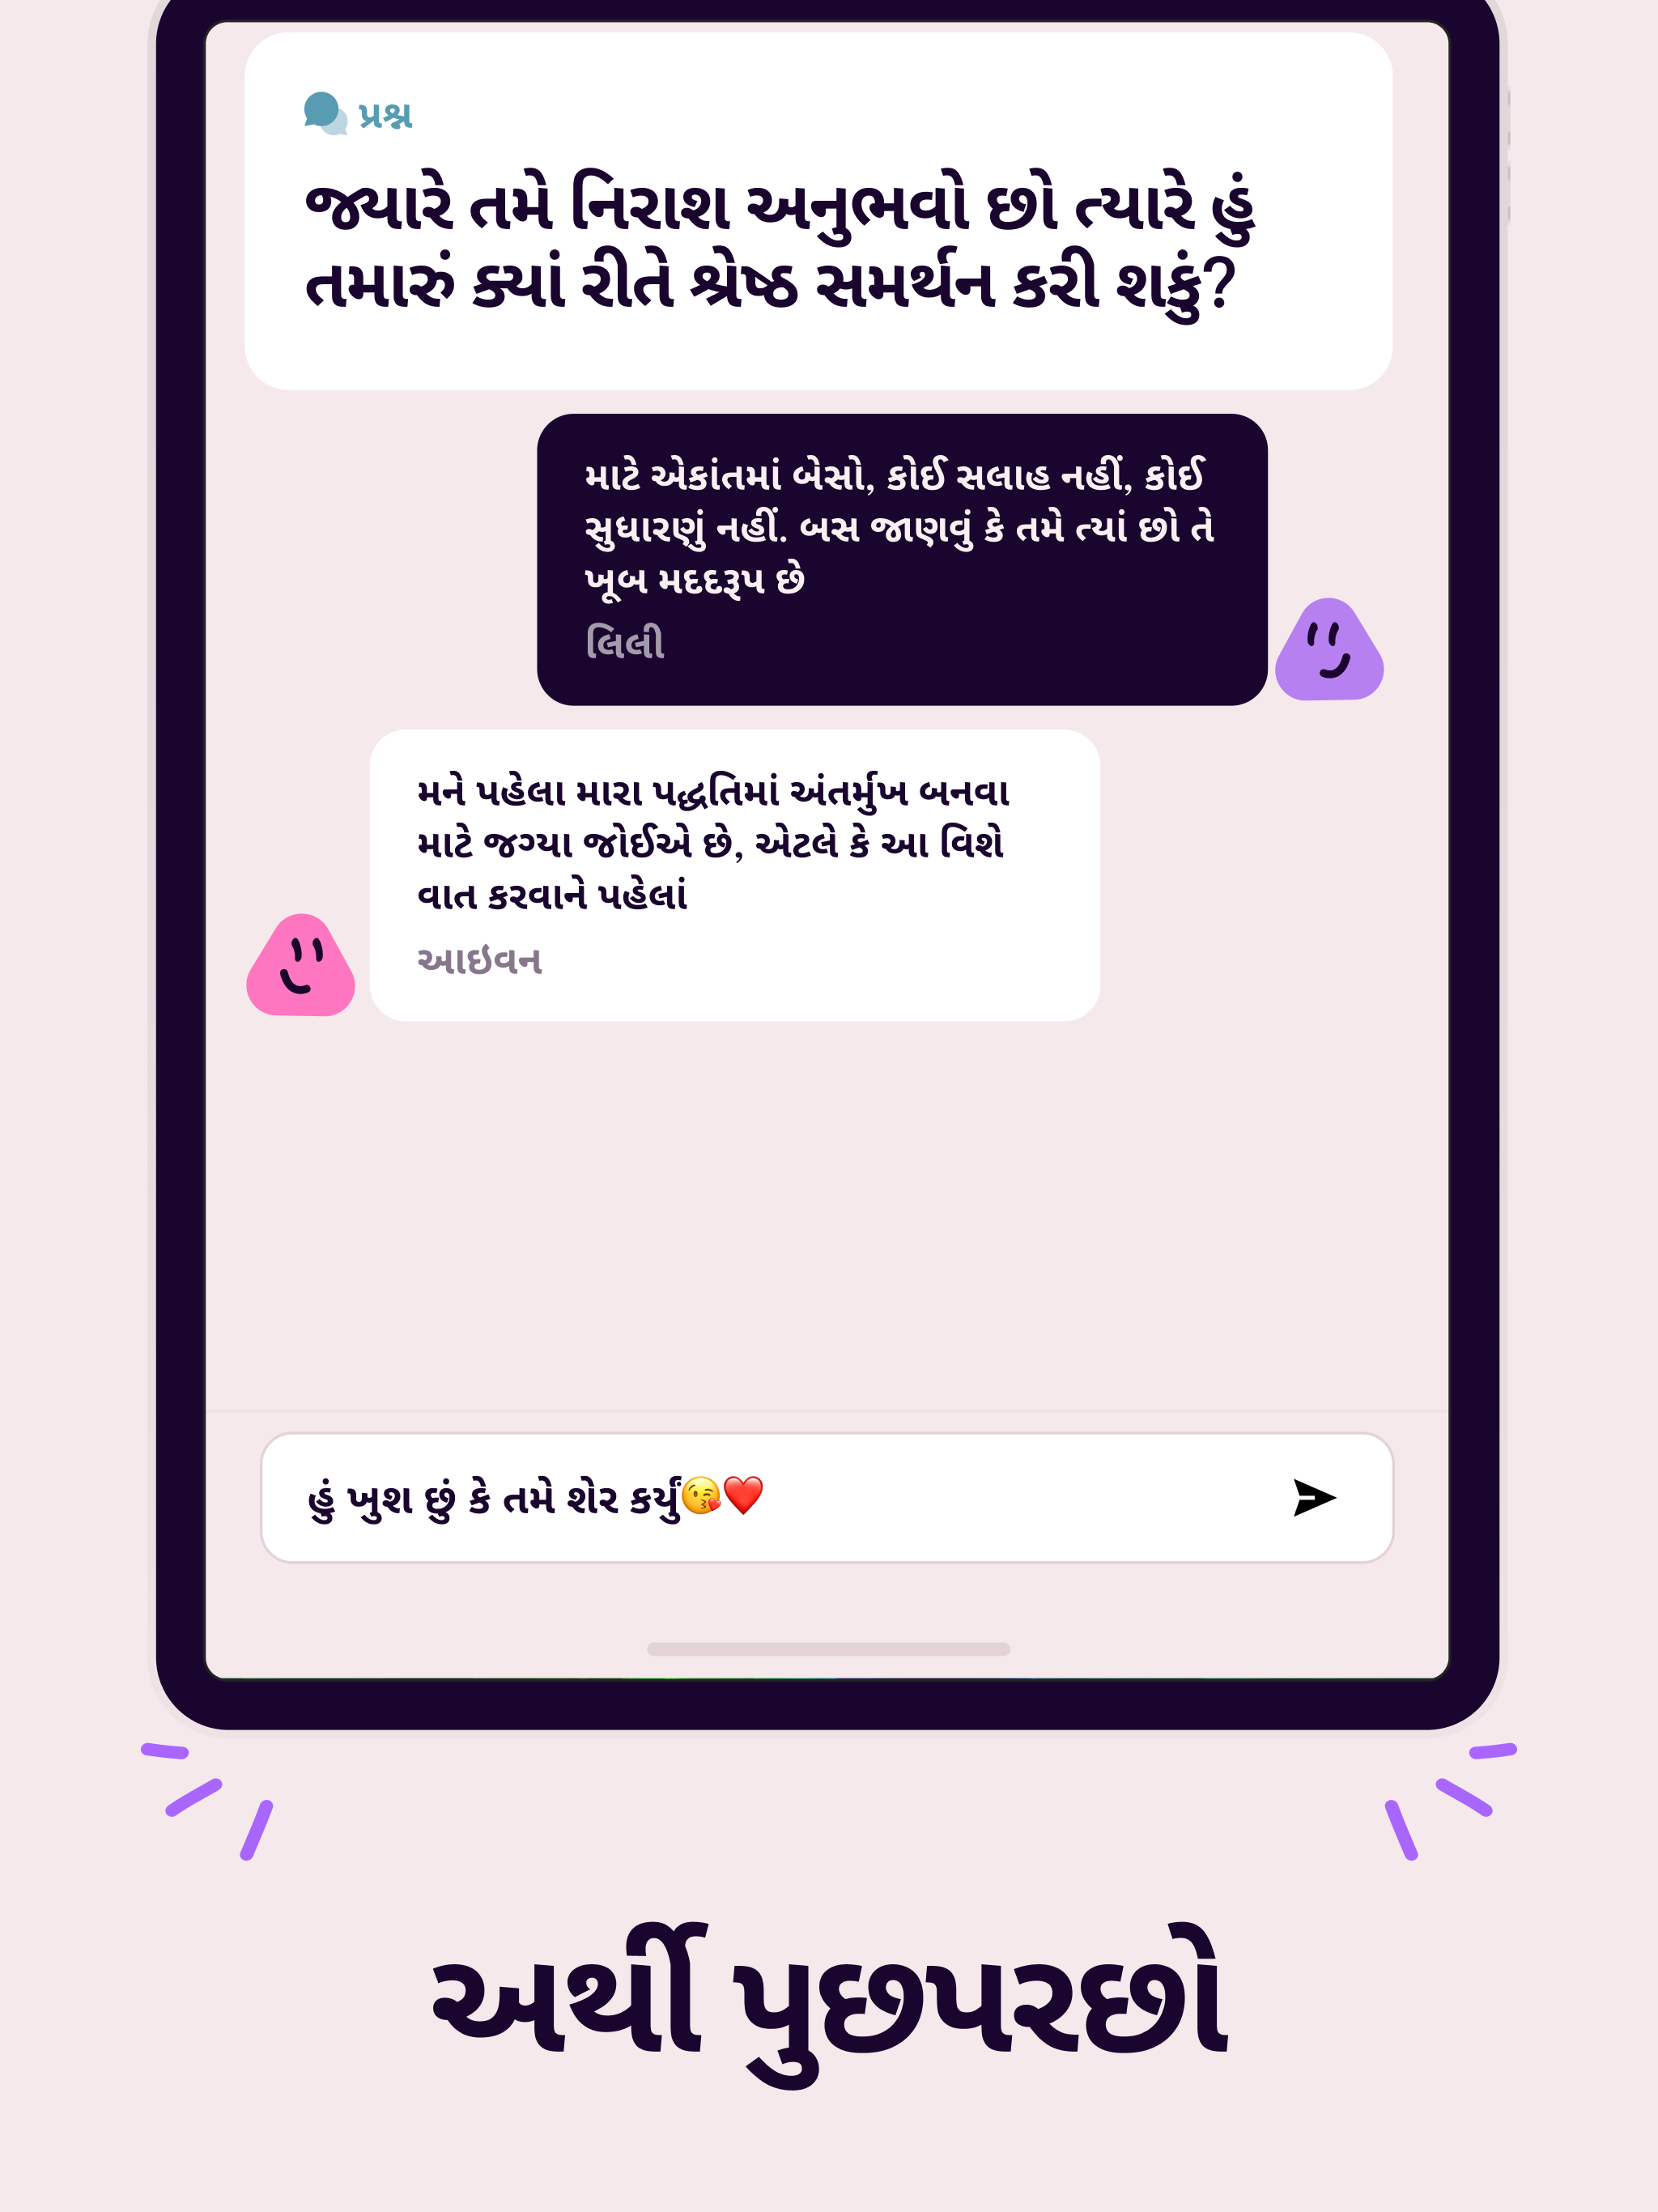 પ્રશ્ન
જ્યારે તમે નિરાશ અનુભવો છો ત્યારે હું
તમારું ક્યાં રીતે શ્રેષ્ઠ સમર્થન કરી શકું?
માટે એકાંતમાં બેસો, કોઈ સલાહ નહીં, કોઈ
સુધારણું નહીં. બસ જાણવું કે તમે ત્યાં છો તે
ખૂબ મદદરૂપ છે
લિલી
મને પહેલા મારા પદ્ધતિમાં અંતર્મુખ બનવા
માટે જગ્યા જોઈએ છે, એટલે કે આ વિશે
વાત કરવાને પહેલાં
આઇવન
હું ખુશ છું કે તમે શેર કર્યું😘❤️
અર્થી પુછપરછો